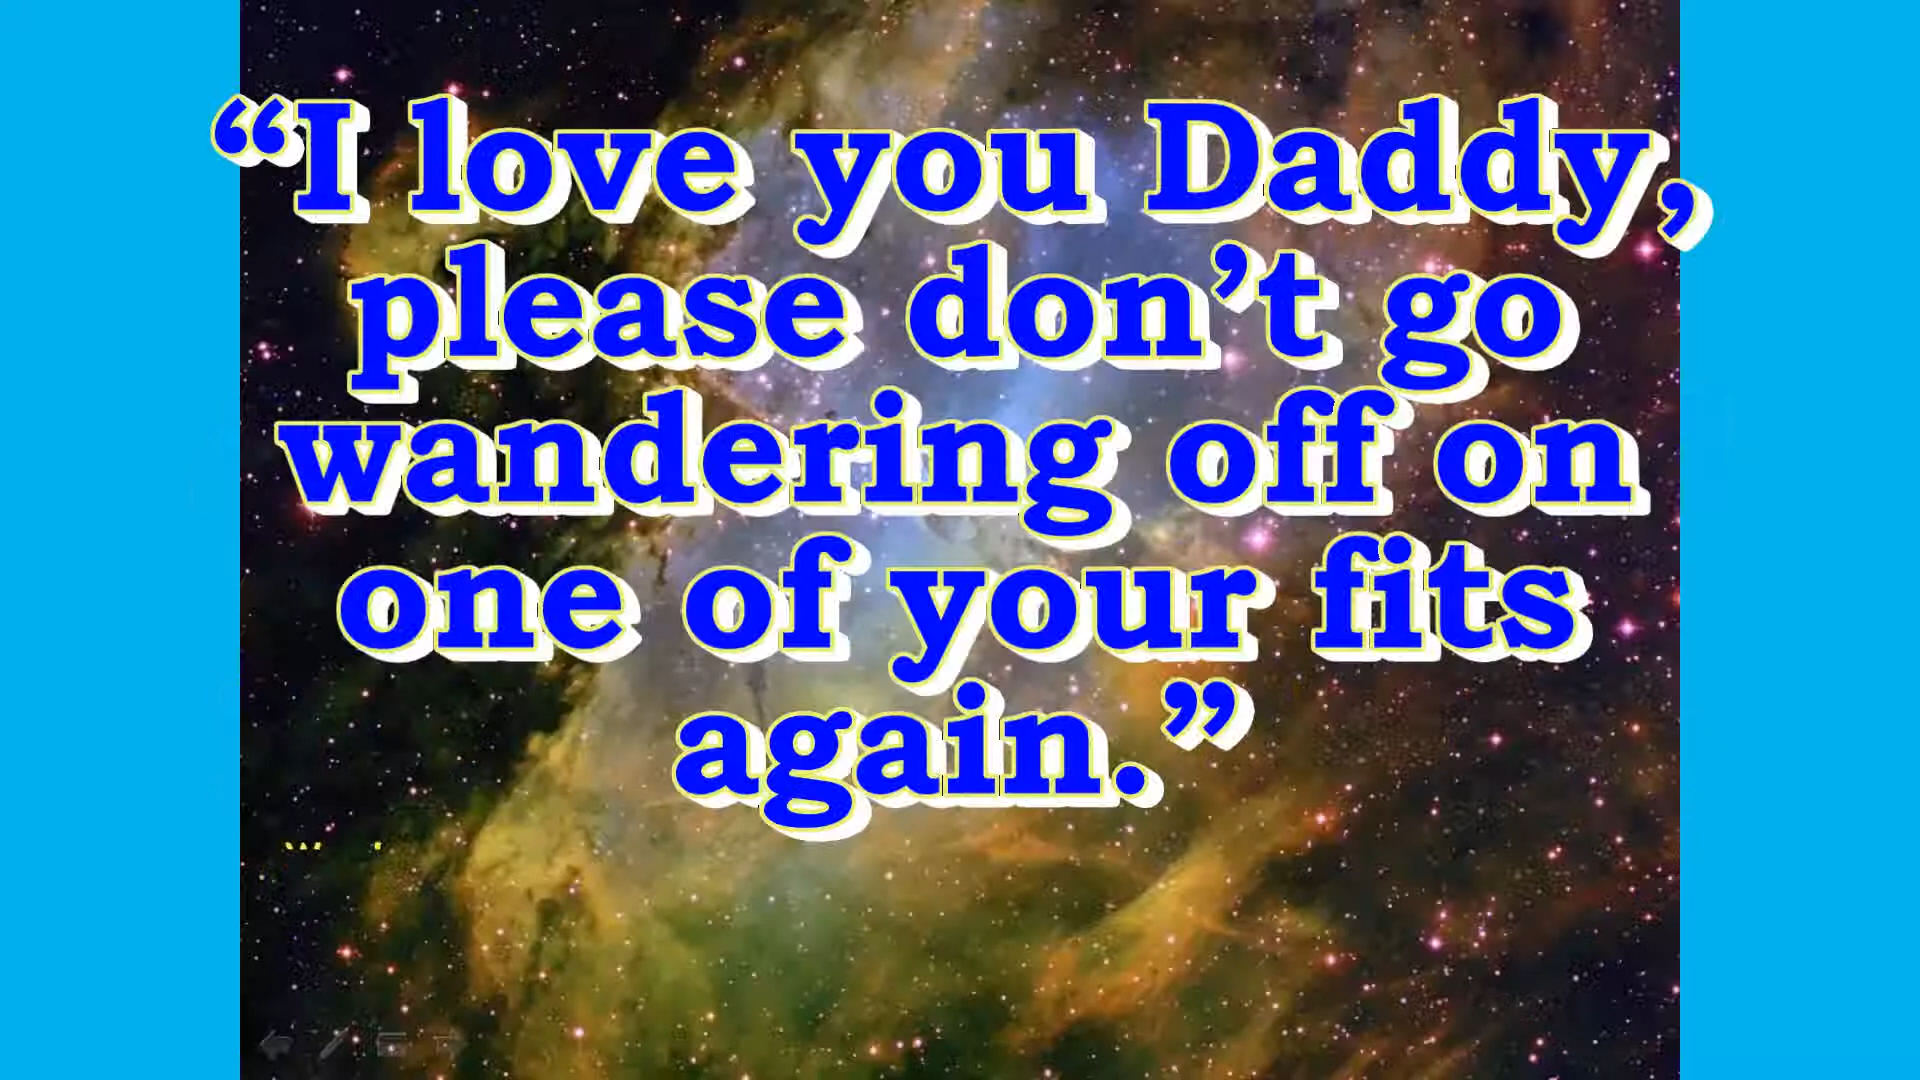 “I love you Daddy,
please don’t go
wandering off on
one of your fits
again.”